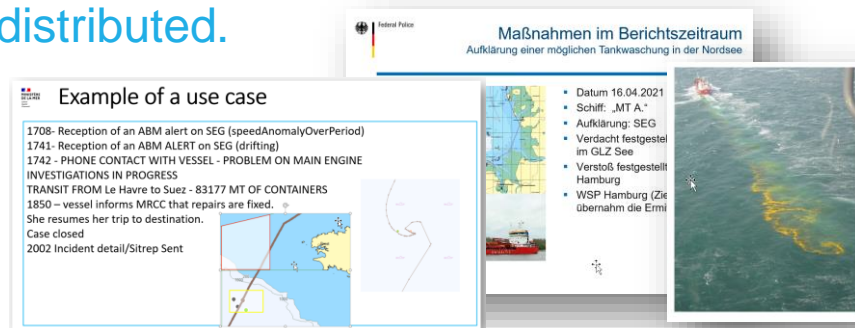 distributed.
Example of a use case
1708- Reception of an ABM alert on SEG (speedAnomalyOverPeriod)
1741- Reception of an ABM ALERT on SEG (drifting)
1742 - PHONE CONTACT WITH VESSEL - PROBLEM ON MAIN ENGINE
INVESTIGATIONS IN PROGRESS
TRANSIT FROM Le Havre to Suez - 83177 MT OF CONTAINERS
1850 – vessel informs MRCC that repairs are fixed.
She resumes her trip to destination.
Case closed
2002 Incident detail/Sitrep Sent
Federal Police
Maßnahmen im Berichtszeitraum
Aufklärung einer möglichen Tankwaschung in der Nordsee
Datum 16.04.2021
Schiff: „MT A.“
Aufklärung: SEG
Verdacht festgestel
im GLZ See
Verstoß festgestellt
Hamburg
WSP Hamburg (Zie
übernahm die Ermi